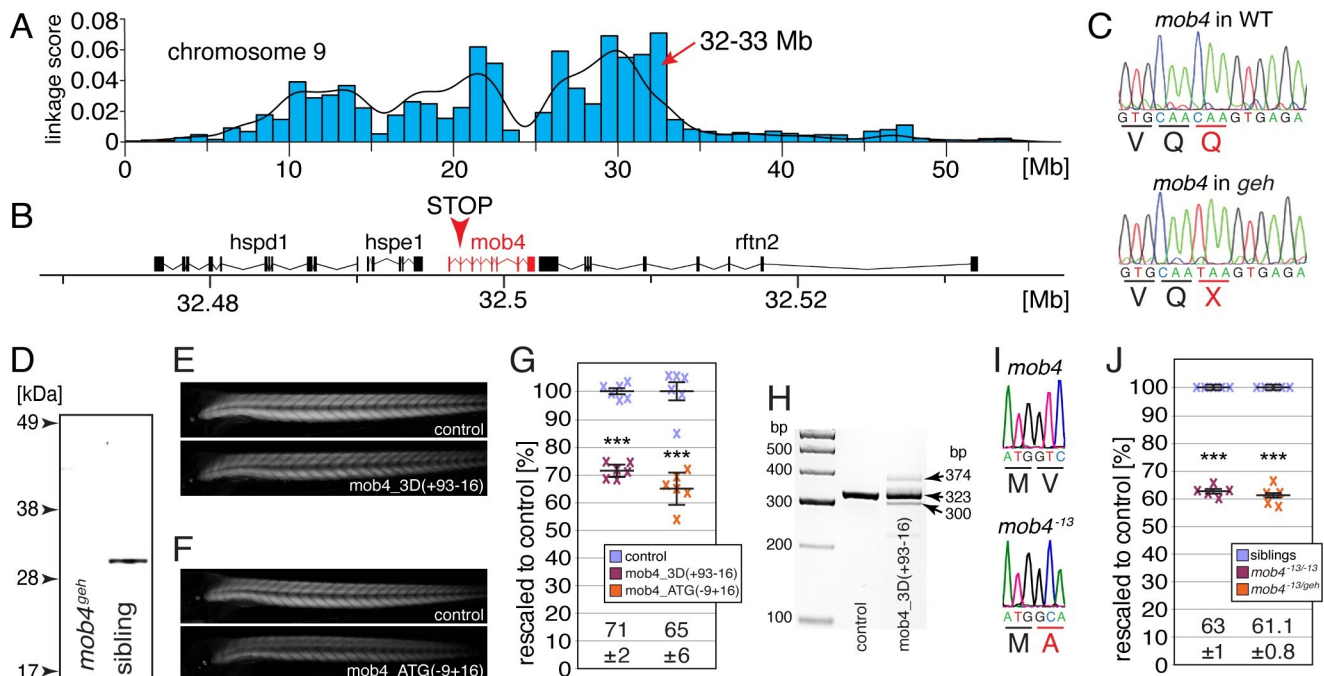 A
linkage score
0.08
0.06
0.04
0.02
0
chromosome 9
32-33 Mb
0 10 20 30 40 50 [Mb]
B
STOP
hspd1 hspe1 mob4 rftn2
32.48 32.5 32.52 [Mb]
C
mob4 in WT
GTGCAACAAGTGAGA
V Q Q
mob4 in geh
GTGCAATAAGTGAGA
V Q X
D
[kDa]
49
38
28
17
mob4geh
sibling
E
control
mob4_3D(+93-16)
F
control
mob4_ATG(-9+16)
G
rescaled to control [%]
100
90
80
70
60
50
40
30
20
10
0
***
***
control
mob4_3D(+93-16)
mob4_ATG(-9+16)
71 65
±2 ±6
H
bp
500
400
300
200
100
bp
374
323
300
control
mob4_3D(+93-16)
I
mob4
ATGGTC
M V
mob4-13
ATGGCA
M A
J
rescaled to control [%]
100
90
80
70
60
50
40
30
20
10
0
*** ***
siblings
mob4-13/-13
mob4-13/geh
63 61.1
±1 ±0.8